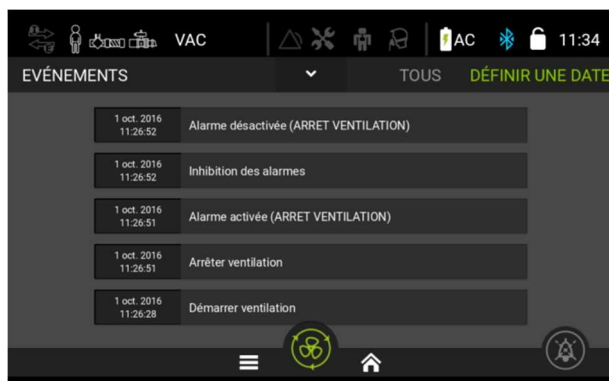 VAC
AC
11:34
EVÉNEMENTS
TOUS
DÉFINIR UNE DATE
1 oct. 2016
11:26:52
Alarme désactivée (ARRET VENTILATION)
1 oct. 2016
11:26:52
Inhibition des alarmes
1 oct. 2016
11:26:51
Alarme activée (ARRET VENTILATION)
1 oct. 2016
11:26:51
Arrêter ventilation
1 oct. 2016
11:26:28
Démarrer ventilation